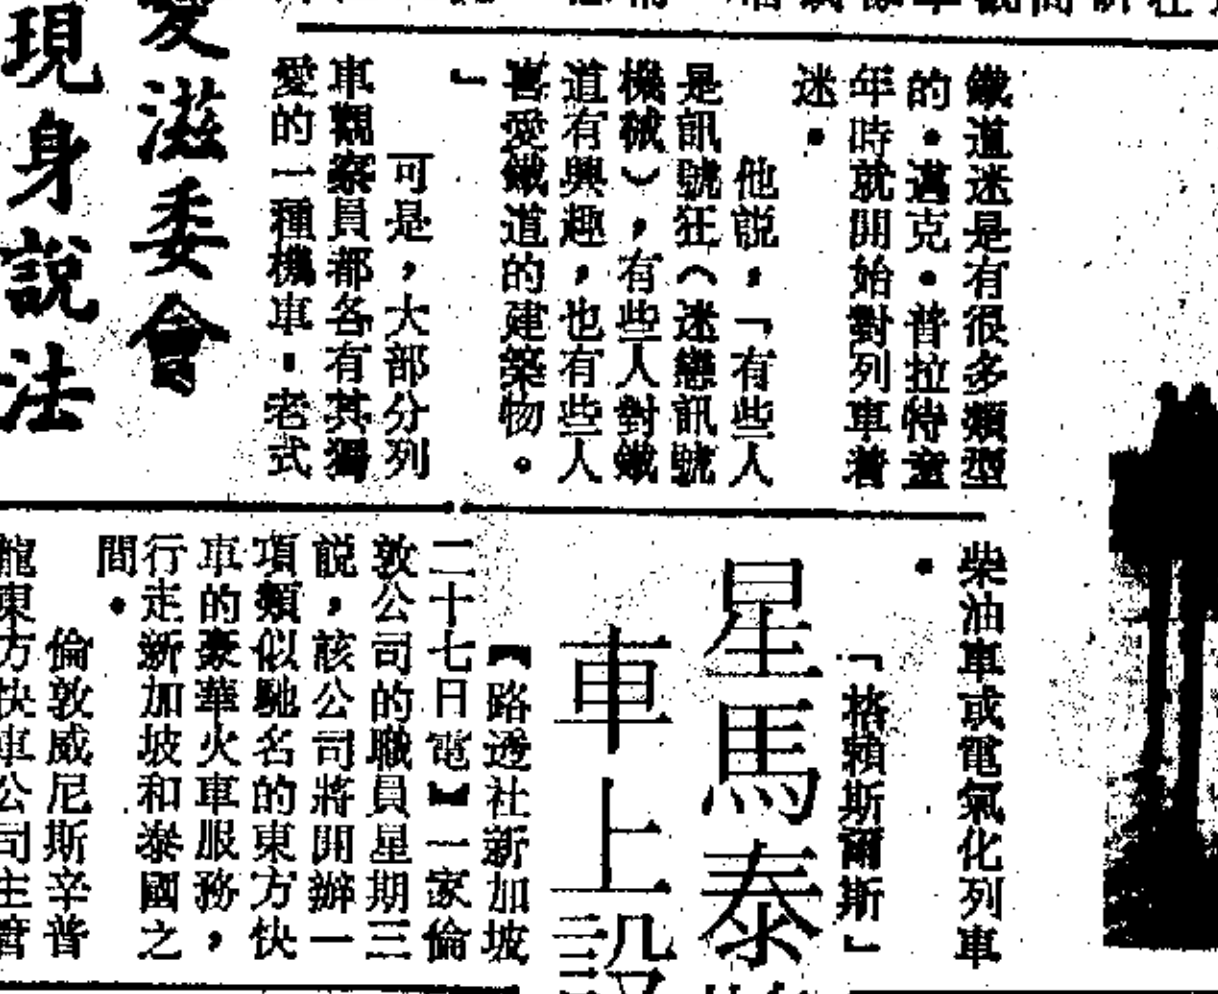 鐵道迷是有很多類型
的。邁克·普拉特童
年時就開始對列車着
迷。
他説，「有些人
是訊號狂（迷戀訊號
機械），有些人對鐵
道有興趣，也有些人
喜愛鐵道的建築物。
」
可是，大部分列
車觀察員都各有其獨
愛的一種機車。老式
愛滋委會
現身說法
柴油車或電氣化列車
。
「格頼斯爾斯」
星馬泰
車上設
【路透社新加坡
二十七日電】一家倫
敦公司的職員星期三
説，該公司將開辦一
項類似馳名的東方快
車的豪華火車服務，
行走新加坡和泰國之
間。
倫敦威尼斯辛普
龍東方快車公司主管